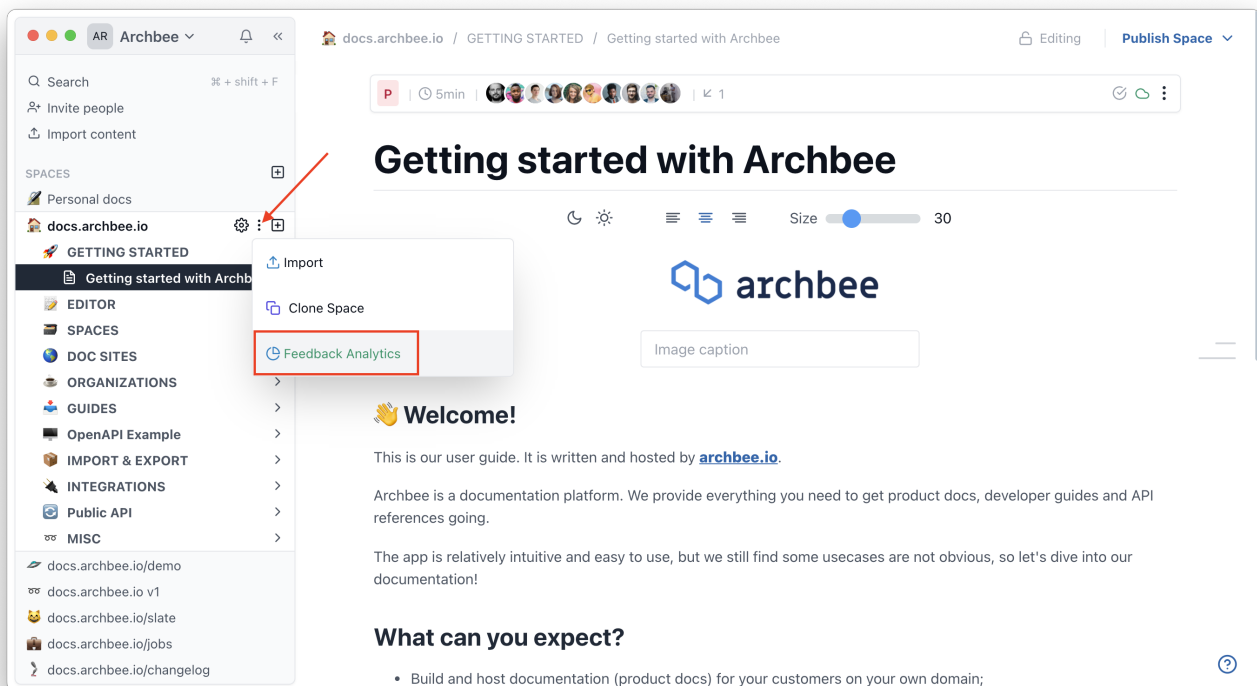 AR Archbee
docs.archbee.io / GETTING STARTED / Getting started with Archbee
Editing
Publish Space
Search ⌘ + shift + F
Invite people
Import content
SPACES
Personal docs
docs.archbee.io
GETTING STARTED
Getting started with Archb
EDITOR
SPACES
DOC SITES
ORGANIZATIONS
GUIDES
OpenAPI Example
IMPORT & EXPORT
INTEGRATIONS
Public API
MISC
docs.archbee.io/demo
docs.archbee.io v1
docs.archbee.io/slate
docs.archbee.io/jobs
docs.archbee.io/changelog
Import
Clone Space
Feedback Analytics
P 5min 1
Getting started with Archbee
Size 30
archbee
Image caption
👋 Welcome!
This is our user guide. It is written and hosted by archbee.io.
Archbee is a documentation platform. We provide everything you need to get product docs, developer guides and API
references going.
The app is relatively intuitive and easy to use, but we still find some usecases are not obvious, so let's dive into our
documentation!
What can you expect?
• Build and host documentation (product docs) for your customers on your own domain;